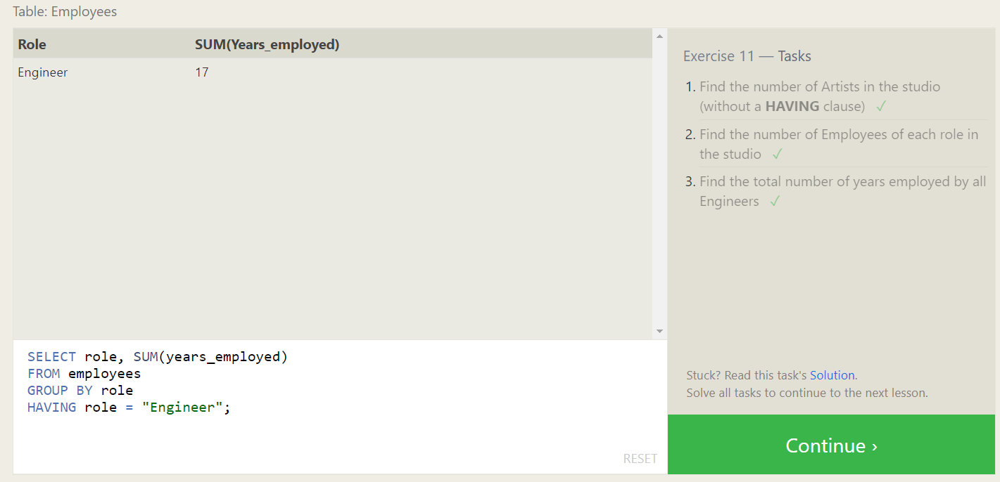 Table: Employees
Role SUM(Years_employed)
Engineer 17
SELECT role, SUM(years_employed)
FROM employees
GROUP BY role
HAVING role = "Engineer";
RESET
Exercise 11 — Tasks
1. Find the number of Artists in the studio
(without a HAVING clause) ✓
2. Find the number of Employees of each role in
the studio ✓
3. Find the total number of years employed by all
Engineers ✓
Stuck? Read this task's Solution.
Solve all tasks to continue to the next lesson.
Continue ›